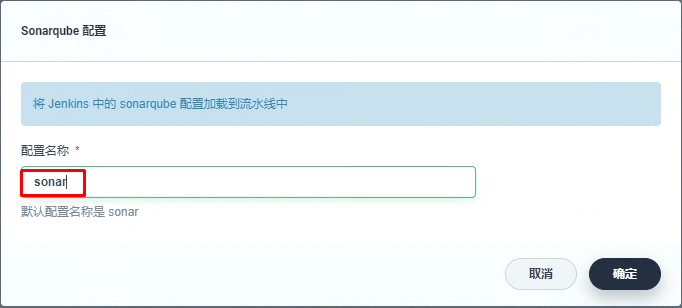 Sonarqube 配置
将 Jenkins 中的 sonarqube 配置加载到流水线中
配置名称 *
sonar
默认配置名称是 sonar
取消 确定